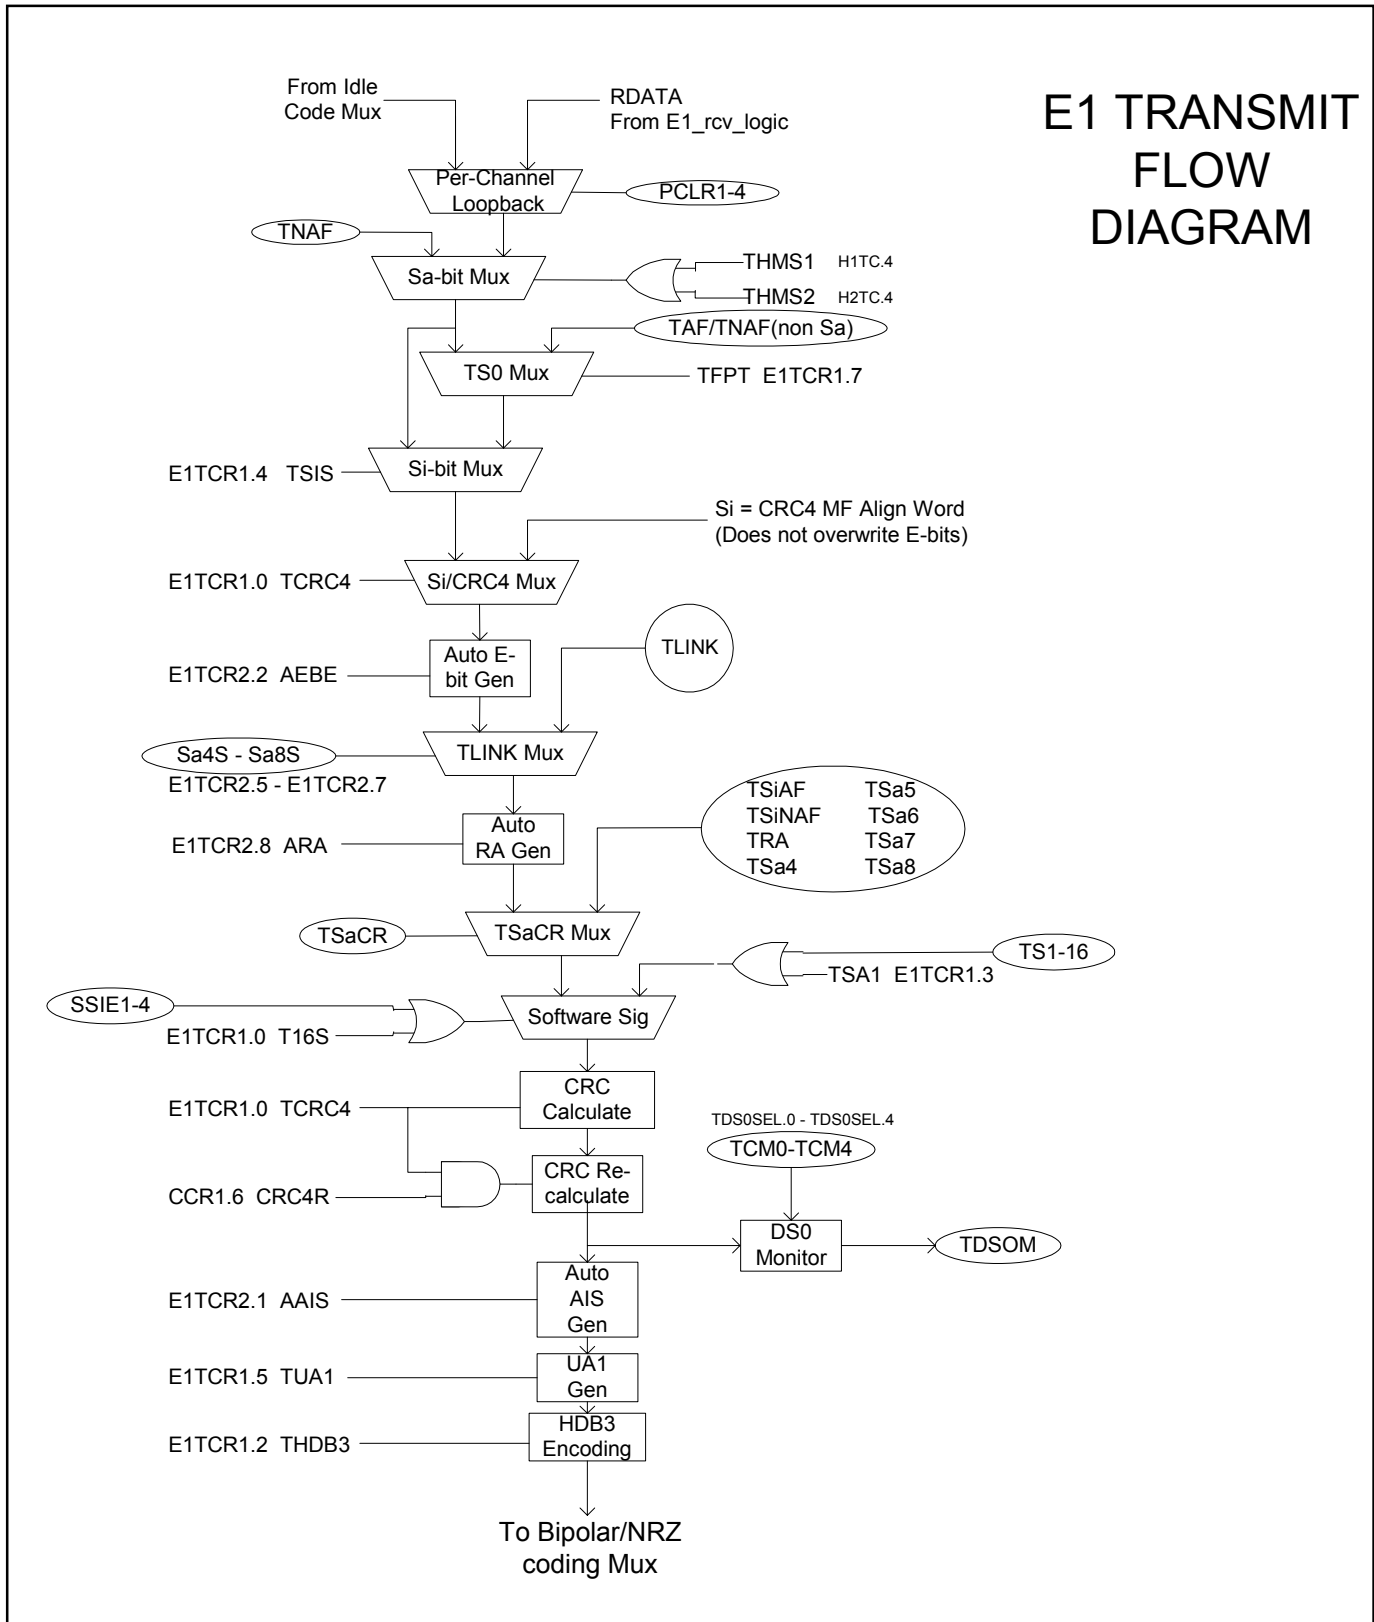 E1 TRANSMIT
FLOW
DIAGRAM
From Idle
Code Mux
RDATA
From E1_rcv_logic
Per-Channel
Loopback
PCLR1-4
TNAF
Sa-bit Mux
THMS1 H1TC.4
THMS2 H2TC.4
TAF/TNAF(non Sa)
TS0 Mux
TFPT E1TCR1.7
E1TCR1.4 TSIS
Si-bit Mux
Si = CRC4 MF Align Word
(Does not overwrite E-bits)
E1TCR1.0 TCRC4
Si/CRC4 Mux
TLINK
E1TCR2.2 AEBE
Auto E-
bit Gen
Sa4S - Sa8S
E1TCR2.5 - E1TCR2.7
TLINK Mux
TSiAF TSa5
TSiNAF TSa6
TRA TSa7
TSa4 TSa8
E1TCR2.8 ARA
Auto
RA Gen
TSaCR
TSaCR Mux
TS1-16
TSA1 E1TCR1.3
SSIE1-4
E1TCR1.0 T16S
Software Sig
E1TCR1.0 TCRC4
CRC
Calculate
TDS0SEL.0 - TDS0SEL.4
TCM0-TCM4
CCR1.6 CRC4R
CRC Re-
calculate
DS0
Monitor
TDSOM
E1TCR2.1 AAIS
Auto
AIS
Gen
E1TCR1.5 TUA1
UA1
Gen
E1TCR1.2 THDB3
HDB3
Encoding
To Bipolar/NRZ
coding Mux